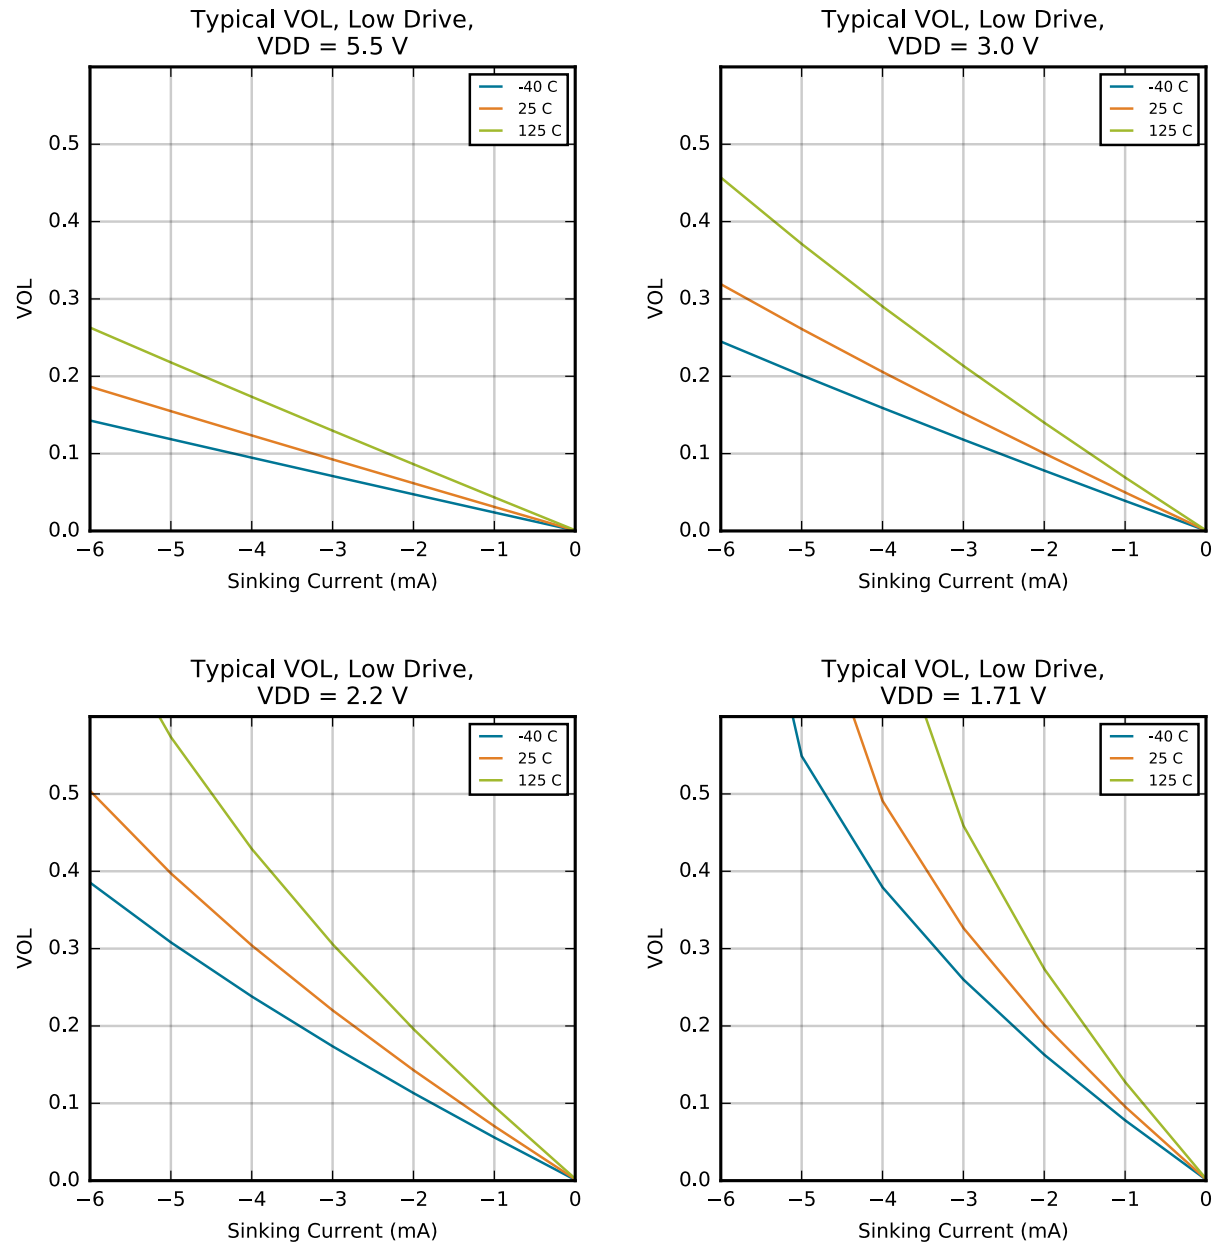 Typical VOL, Low Drive,
VDD = 5.5 V
-40 C
25 C
125 C
0.5
0.4
0.3
0.2
0.1
0.0
VOL
−6 −5 −4 −3 −2 −1 0
Sinking Current (mA)
Typical VOL, Low Drive,
VDD = 3.0 V
-40 C
25 C
125 C
0.5
0.4
0.3
0.2
0.1
0.0
VOL
−6 −5 −4 −3 −2 −1 0
Sinking Current (mA)
Typical VOL, Low Drive,
VDD = 2.2 V
-40 C
25 C
125 C
0.5
0.4
0.3
0.2
0.1
0.0
VOL
−6 −5 −4 −3 −2 −1 0
Sinking Current (mA)
Typical VOL, Low Drive,
VDD = 1.71 V
-40 C
25 C
125 C
0.5
0.4
0.3
0.2
0.1
0.0
VOL
−6 −5 −4 −3 −2 −1 0
Sinking Current (mA)